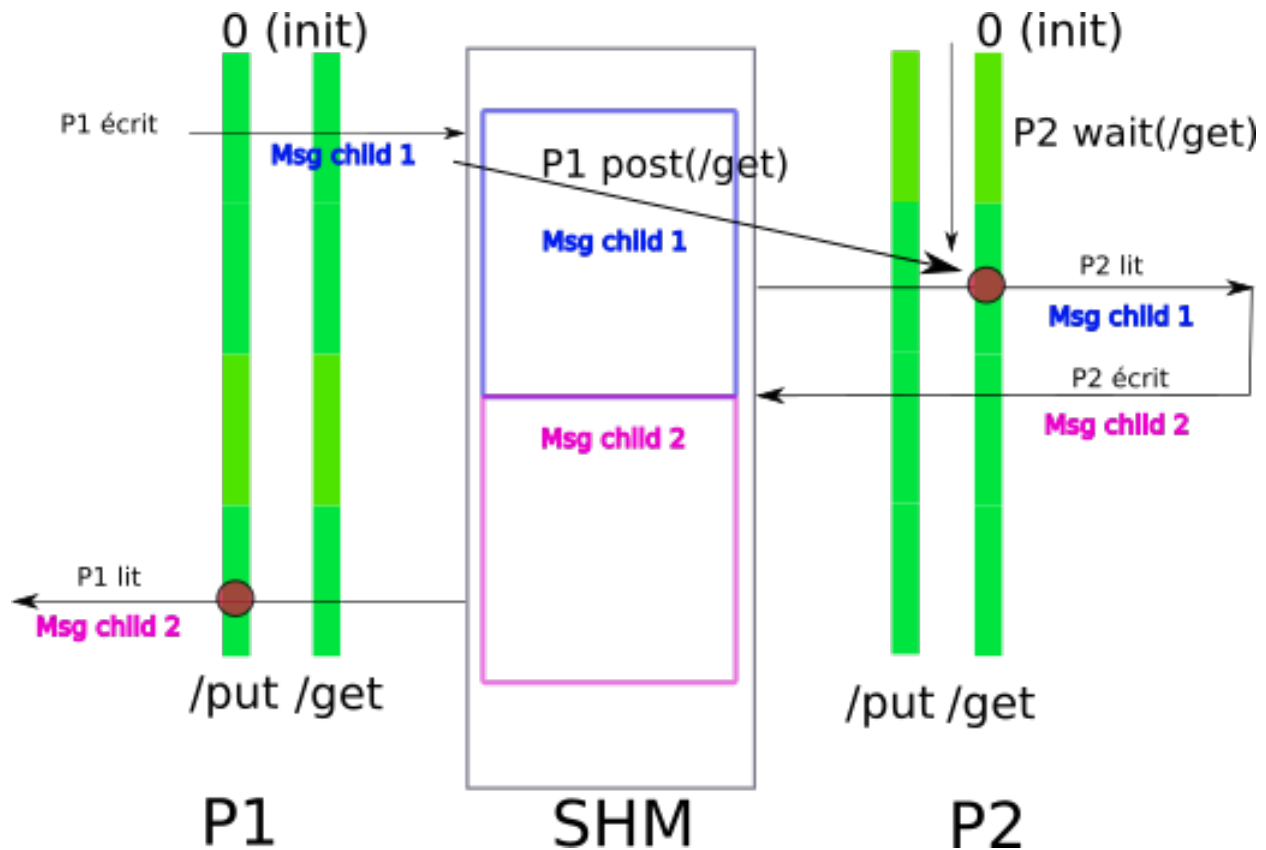 0 (init)
0 (init)
P1 écrit
Msg child 1
P1 post(/get)
P2 wait(/get)
Msg child 1
P2 lit
Msg child 1
P2 écrit
Msg child 2
Msg child 2
P1 lit
Msg child 2
/put /get
/put /get
P1
SHM
P2